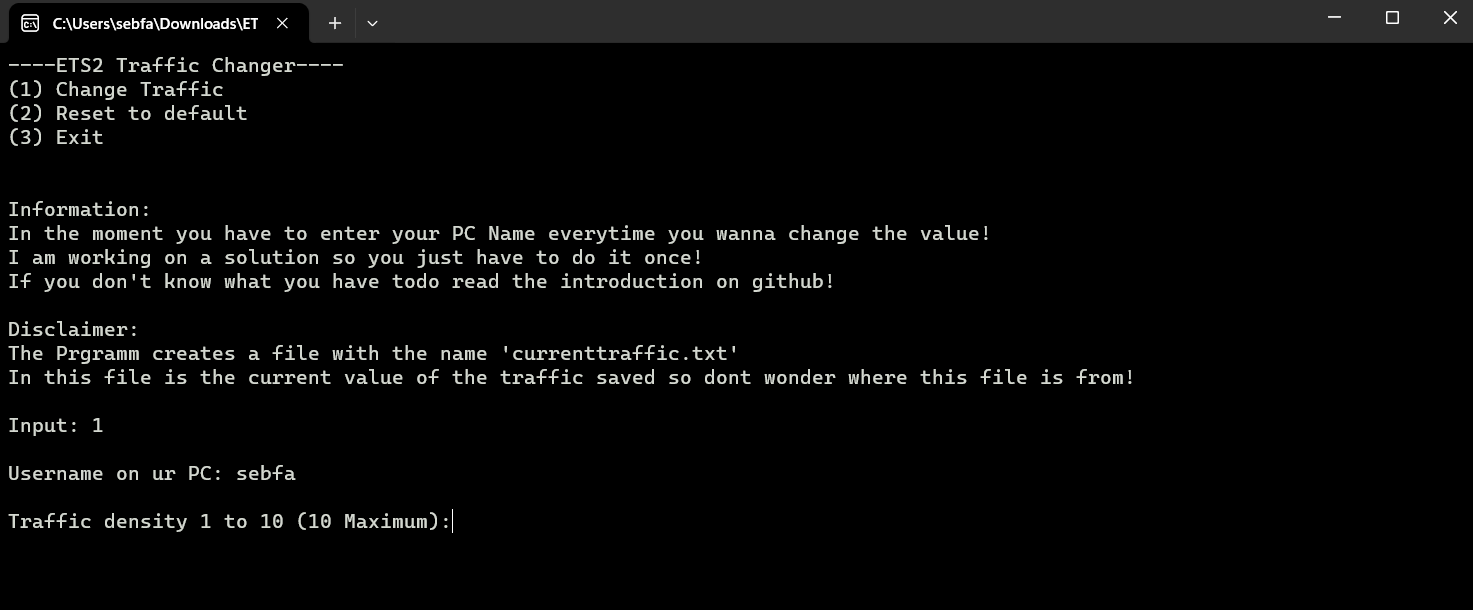 C:\Users\sebfa\Downloads\ET
----ETS2 Traffic Changer----
(1) Change Traffic
(2) Reset to default
(3) Exit
Information:
In the moment you have to enter your PC Name everytime you wanna change the value!
I am working on a solution so you just have to do it once!
If you don't know what you have todo read the introduction on github!
Disclaimer:
The Prgramm creates a file with the name 'currenttraffic.txt'
In this file is the current value of the traffic saved so dont wonder where this file is from!
Input: 1
Username on ur PC: sebfa
Traffic density 1 to 10 (10 Maximum):